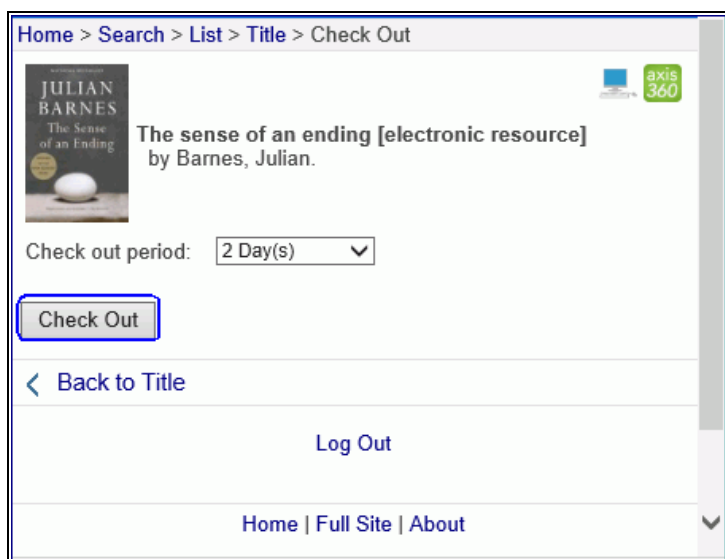 Home > Search > List > Title > Check Out
JULIAN
BARNES
The Sense
of an Ending
axis
360
The sense of an ending [electronic resource]
by Barnes, Julian.
Check out period: 2 Day(s)
Check Out
Back to Title
Log Out
Home | Full Site | About